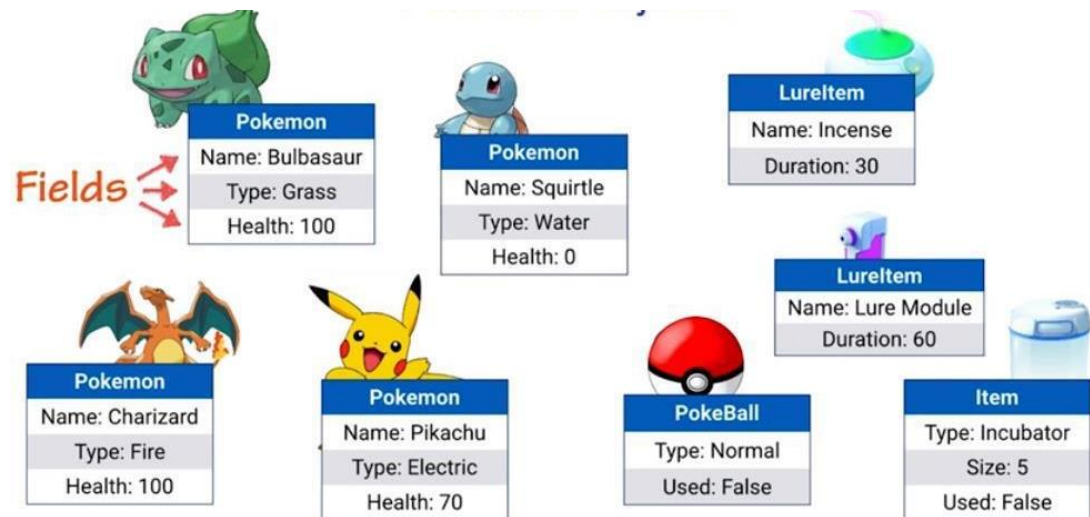 Fields
Pokemon
Name: Bulbasaur
Type: Grass
Health: 100
Pokemon
Name: Squirtle
Type: Water
Health: 0
LureItem
Name: Incense
Duration: 30
LureItem
Name: Lure Module
Duration: 60
Pokemon
Name: Charizard
Type: Fire
Health: 100
Pokemon
Name: Pikachu
Type: Electric
Health: 70
PokeBall
Type: Normal
Used: False
Item
Type: Incubator
Size: 5
Used: False